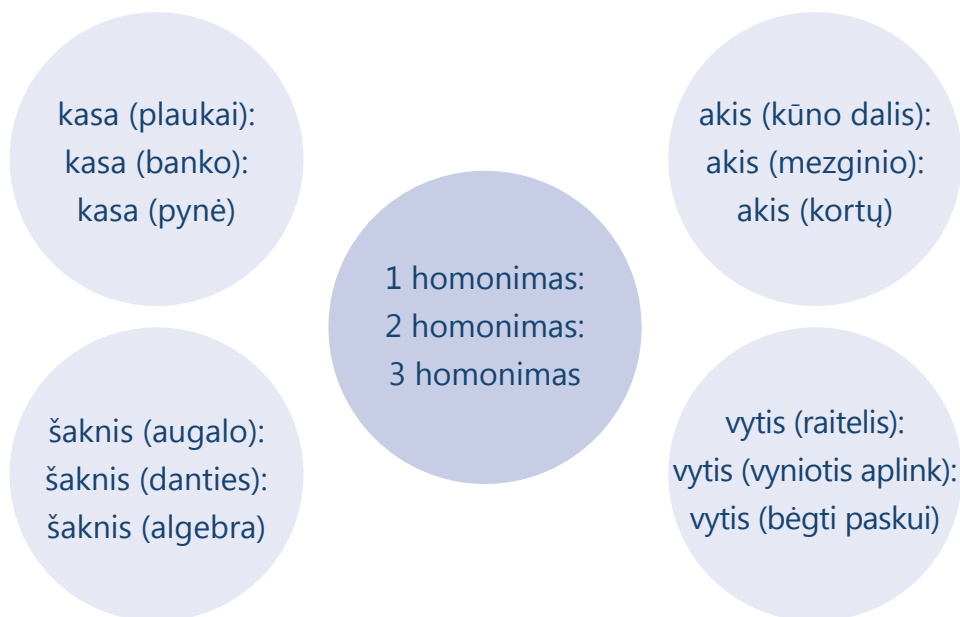 kasa (plaukai):
kasa (banko):
kasa (pynė)
akis (kūno dalis):
akis (mezginio):
akis (kortų)
1 homonimas:
2 homonimas:
3 homonimas
šaknis (augalo):
šaknis (danties):
šaknis (algebra)
vytis (raitelis):
vytis (vyniotis aplink):
vytis (bėgti paskui)